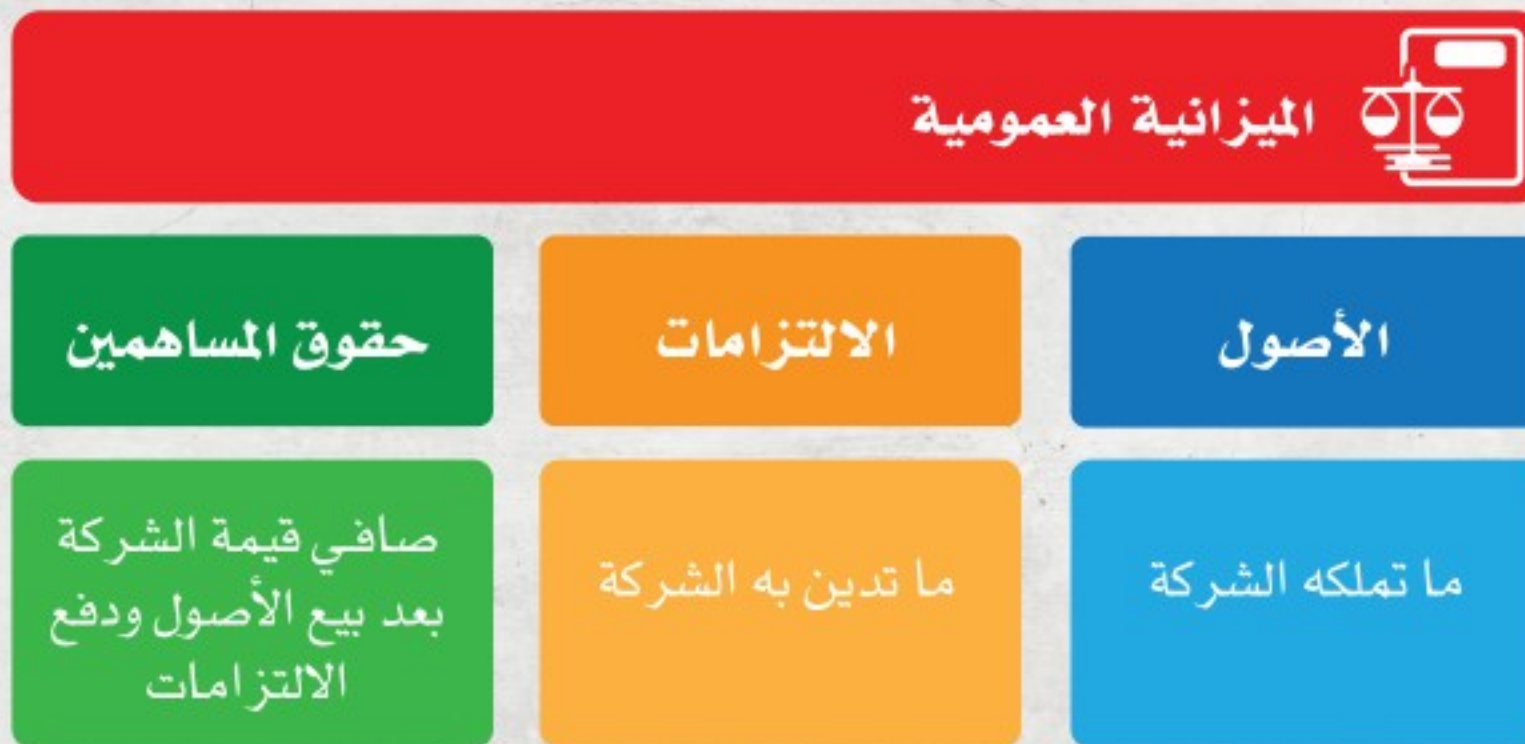 الميزانية العمومية
الأصول
الالتزامات
حقوق المساهمين
ما تملكه الشركة
ما تدين به الشركة
صافي قيمة الشركة
بعد بيع الأصول ودفع
الالتزامات